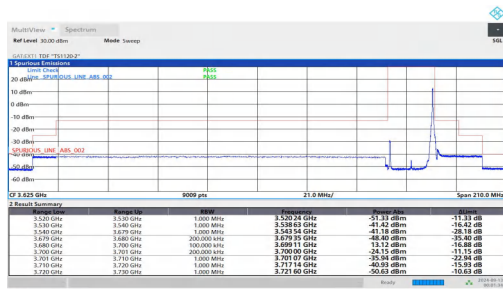 MultiView Spectrum
Ref Level 30.00 dBm Mode Sweep SGL
GAT:EXT1 TDF "TS1120-2"
1 Spurious Emissions
Limit Check PASS
Line _SPURIOUS_LINE_ABS_002 PASS
20 dBm
10 dBm
0 dBm
-10 dBm
-20 dBm
-30 dBm
SPURIOUS_LINE_ABS_002
-40 dBm
-50 dBm
-60 dBm
CF 3.625 GHz 9009 pts 21.0 MHz/ Span 210.0 MHz
2 Result Summary
Range Low Range Up RBW Frequency Power Abs ΔLimit
3.520 GHz 3.530 GHz 1.000 MHz 3.520 24 GHz -51.33 dBm -11.33 dB
3.530 GHz 3.540 GHz 1.000 MHz 3.538 63 GHz -41.42 dBm -16.42 dB
3.540 GHz 3.679 GHz 1.000 MHz 3.543 54 GHz -41.18 dBm -28.18 dB
3.679 GHz 3.680 GHz 200.000 kHz 3.679 35 GHz -48.40 dBm -35.40 dB
3.680 GHz 3.700 GHz 100.000 kHz 3.699 11 GHz 13.12 dBm -16.88 dB
3.700 GHz 3.701 GHz 200.000 kHz 3.700 00 GHz -24.15 dBm -11.15 dB
3.701 GHz 3.710 GHz 1.000 MHz 3.701 07 GHz -35.94 dBm -22.94 dB
3.710 GHz 3.720 GHz 1.000 MHz 3.717 14 GHz -40.93 dBm -15.93 dB
3.720 GHz 3.730 GHz 1.000 MHz 3.721 60 GHz -50.63 dBm -10.63 dB
Ready